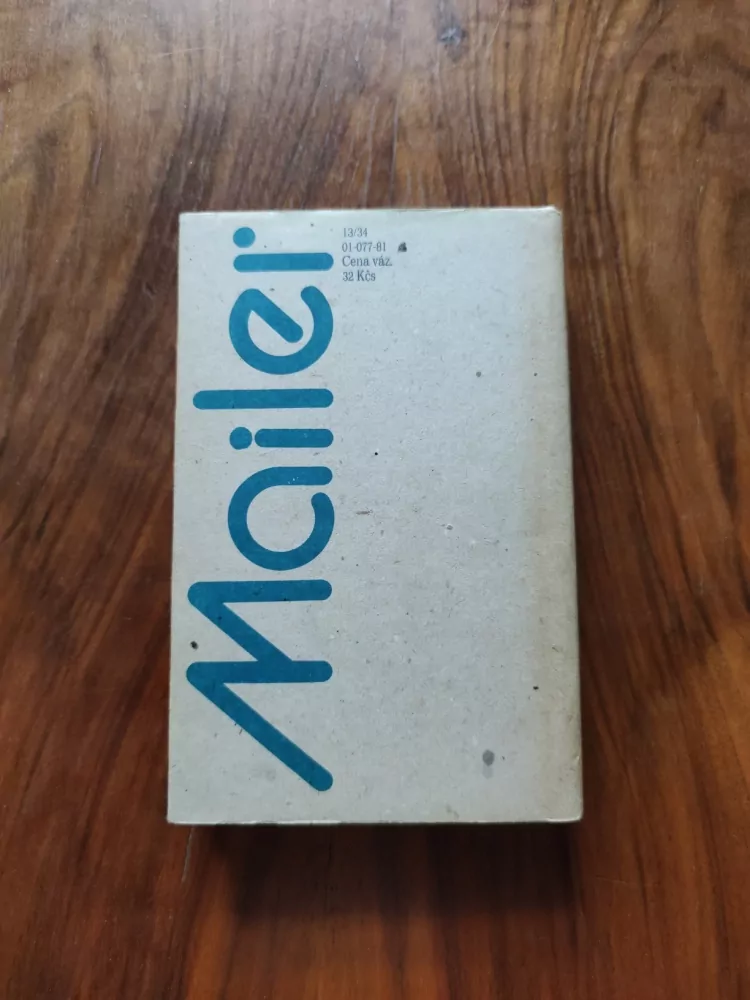 Mailer
13/34
01-077-81
Cena váz.
32 Kčs